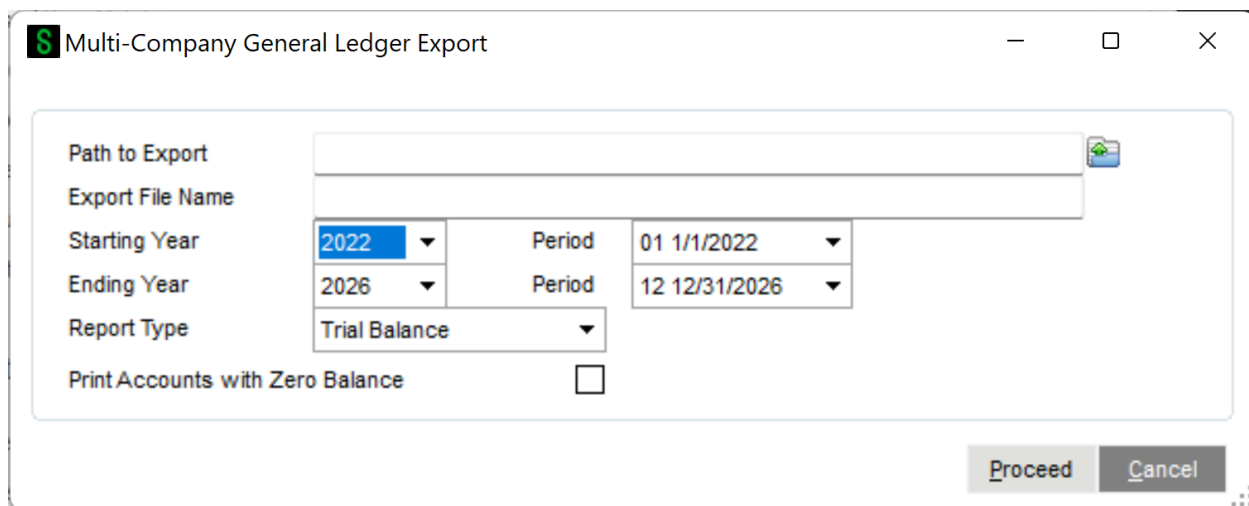 S Multi-Company General Ledger Export
Path to Export
Export File Name
Starting Year 2022 Period 01 1/1/2022
Ending Year 2026 Period 12 12/31/2026
Report Type Trial Balance
Print Accounts with Zero Balance
Proceed Cancel